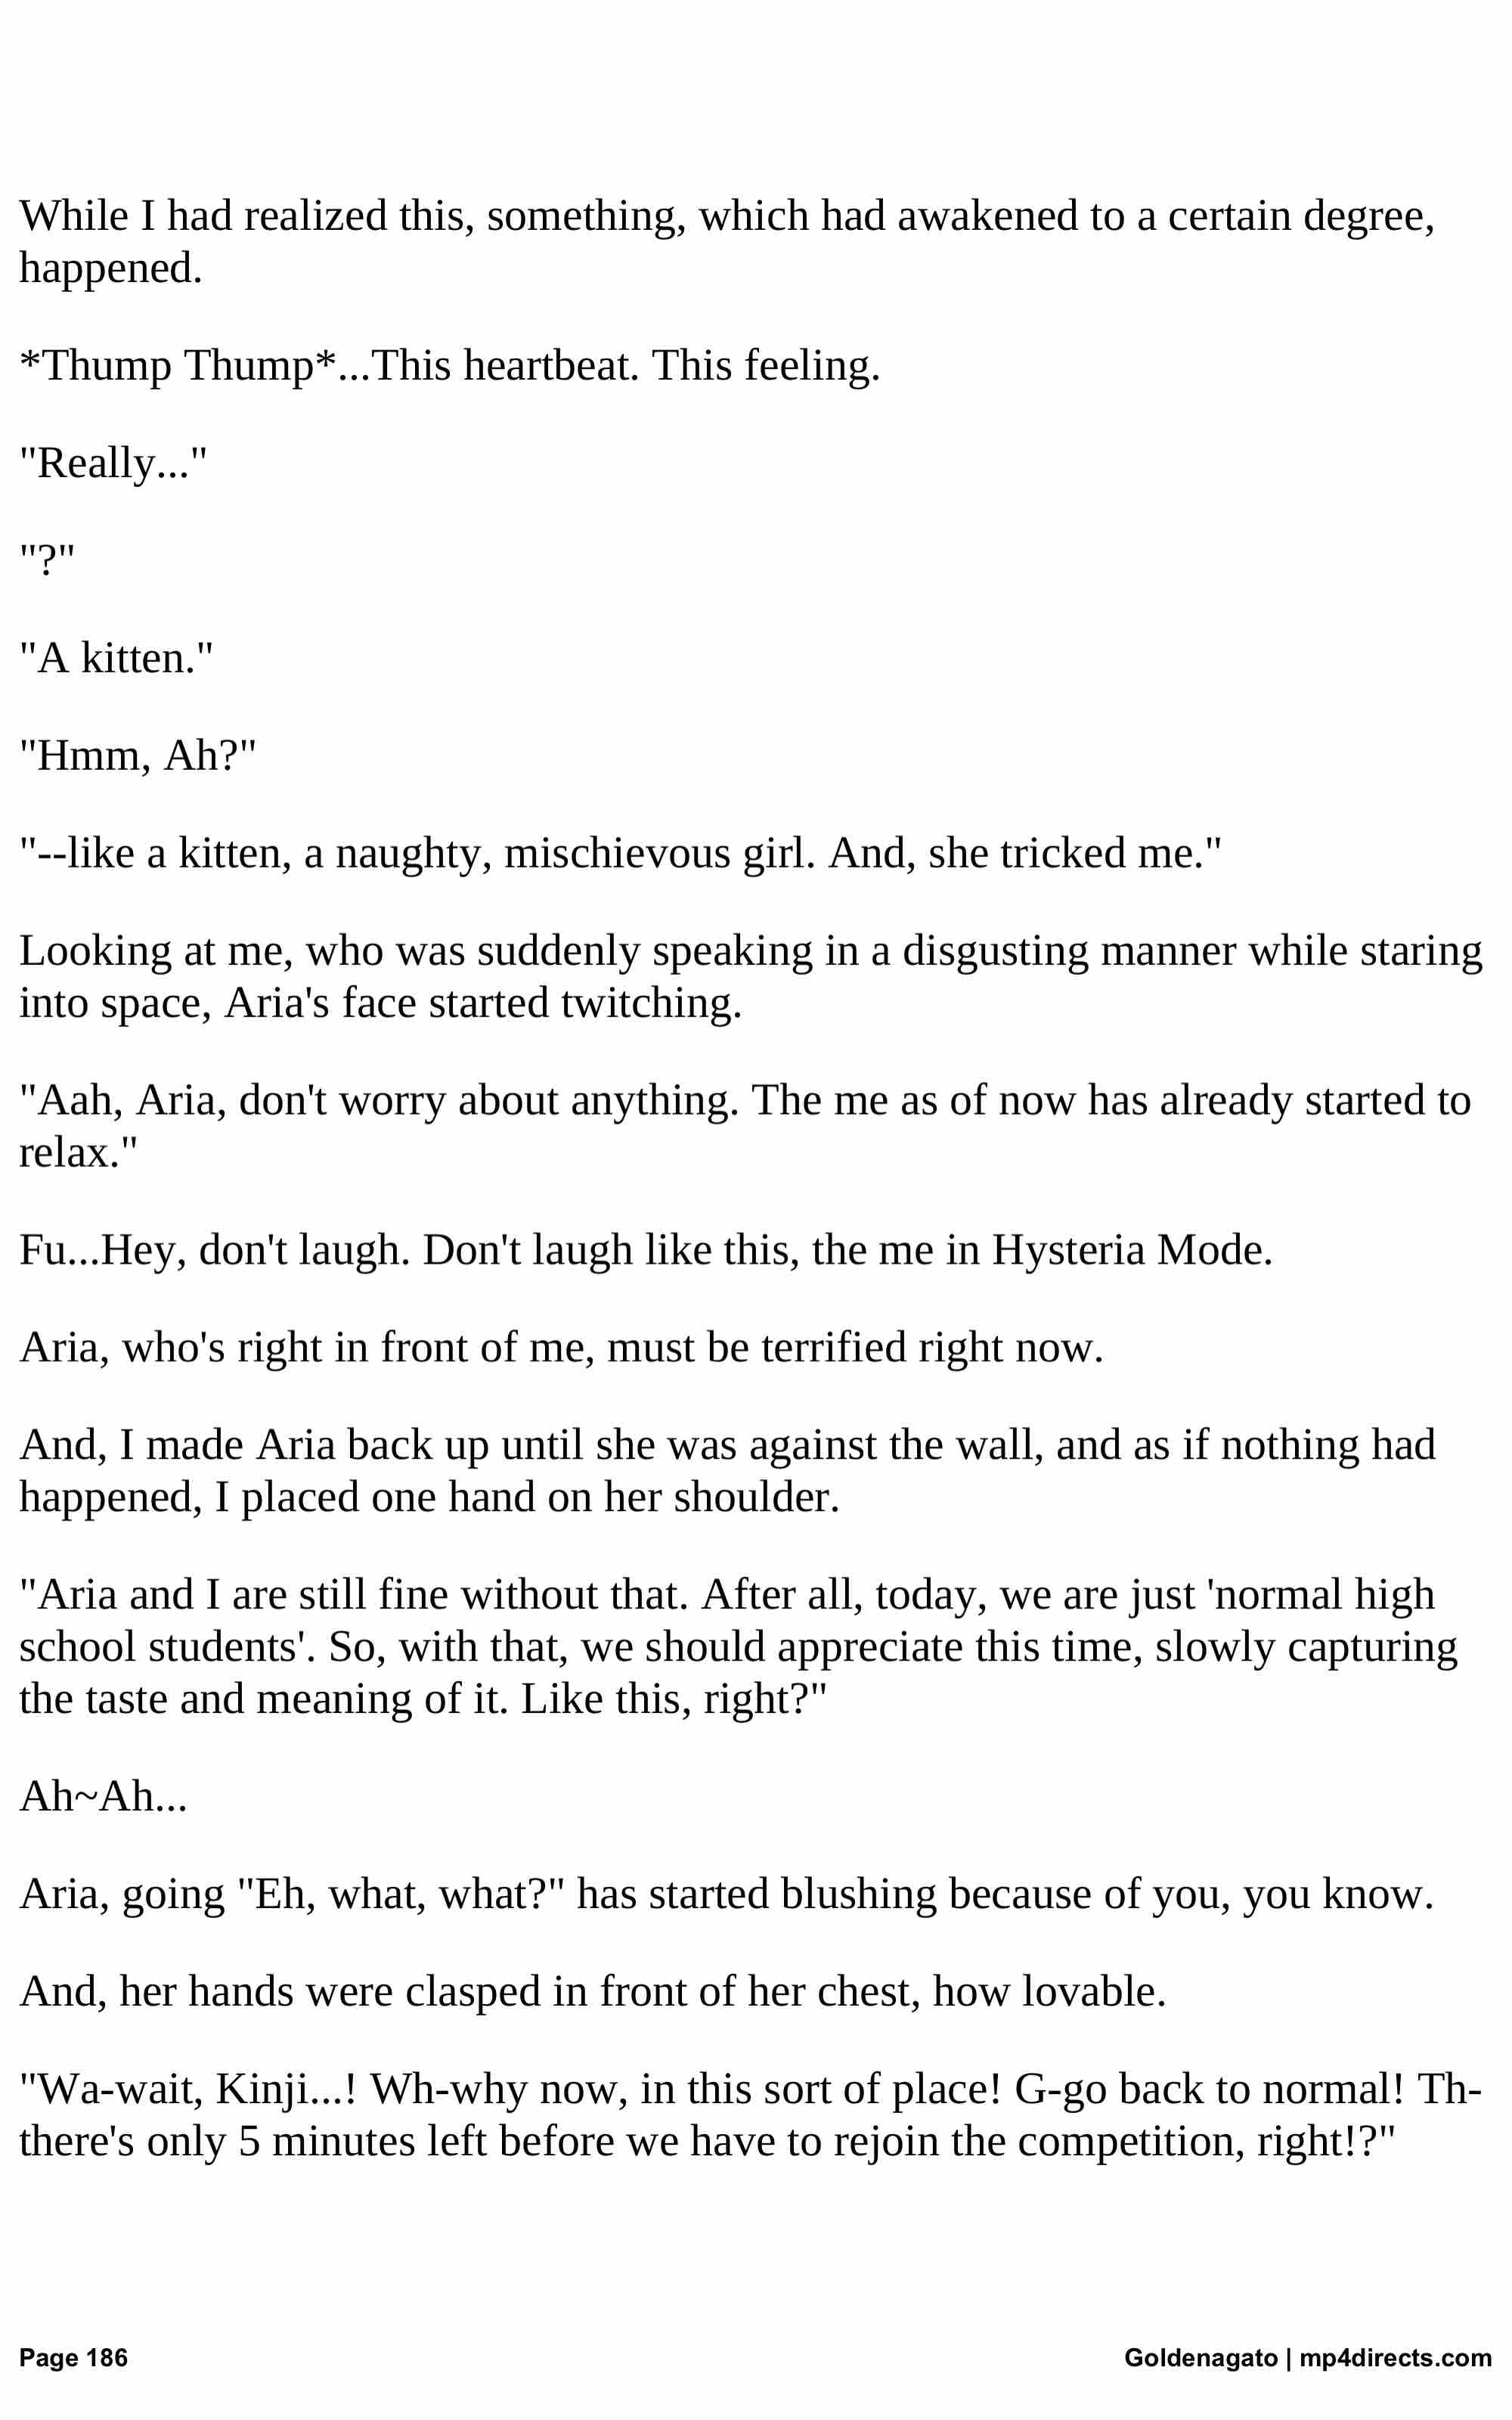 While I had realized this, something, which had awakened to a certain degree,
happened.
*Thump Thump*...This heartbeat. This feeling.
"Really..."
"?"
"A kitten."
"Hmm, Ah?"
"--like a kitten, a naughty, mischievous girl. And, she tricked me."
Looking at me, who was suddenly speaking in a disgusting manner while staring
into space, Aria's face started twitching.
"Aah, Aria, don't worry about anything. The me as of now has already started to
relax."
Fu...Hey, don't laugh. Don't laugh like this, the me in Hysteria Mode.
Aria, who's right in front of me, must be terrified right now.
And, I made Aria back up until she was against the wall, and as if nothing had
happened, I placed one hand on her shoulder.
"Aria and I are still fine without that. After all, today, we are just 'normal high
school students'. So, with that, we should appreciate this time, slowly capturing
the taste and meaning of it. Like this, right?"
Ah~Ah...
Aria, going "Eh, what, what?" has started blushing because of you, you know.
And, her hands were clasped in front of her chest, how lovable.
"Wa-wait, Kinji...! Wh-why now, in this sort of place! G-go back to normal! Th-
there's only 5 minutes left before we have to rejoin the competition, right!?"
Page 186
Goldenagato | mp4directs.com